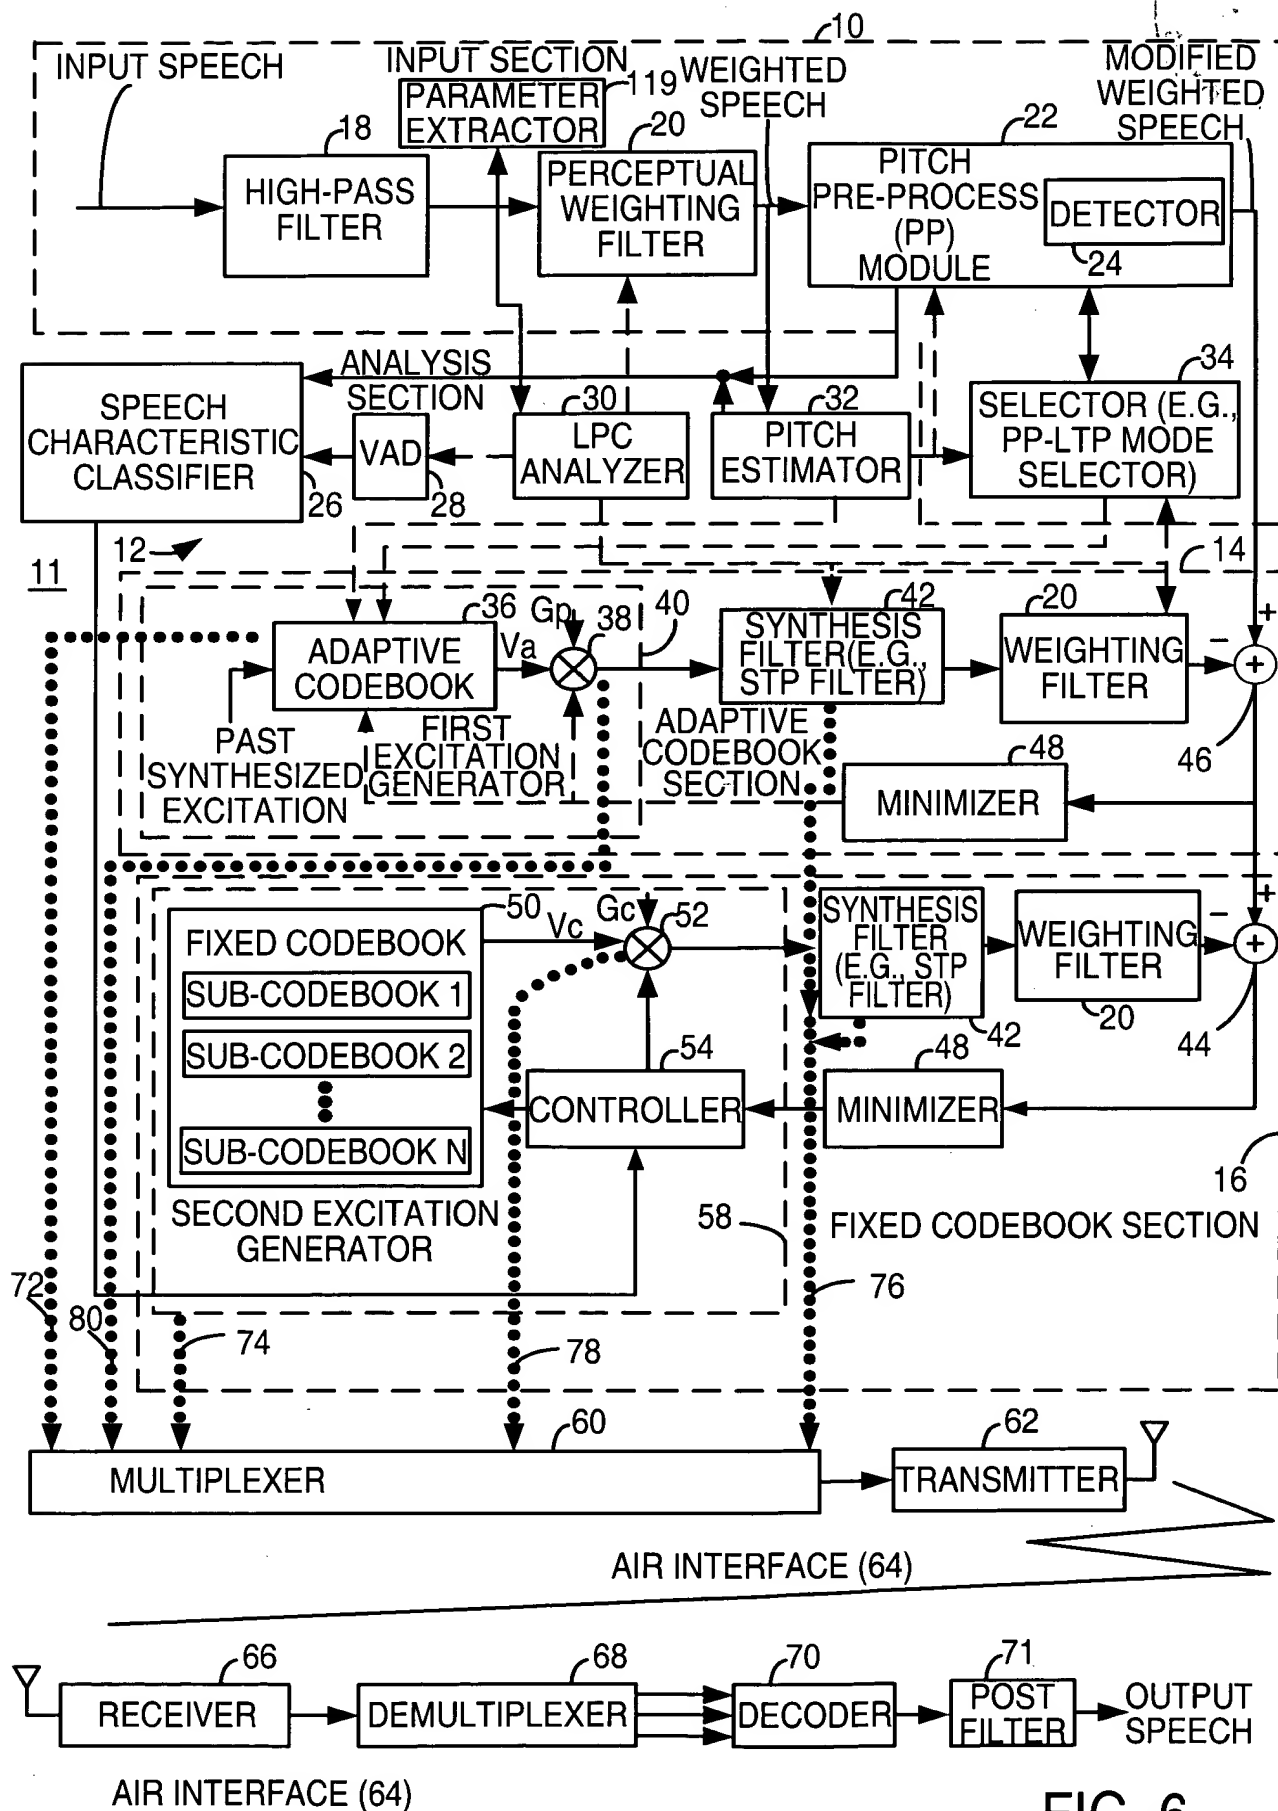 10
INPUT SPEECH
INPUT SECTION
119
PARAMETER
EXTRACTOR
WEIGHTED
SPEECH
MODIFIED
WEIGHTED
SPEECH
18
HIGH-PASS
FILTER
20
PERCEPTUAL
WEIGHTING
FILTER
22
PITCH
PRE-PROCESS
(PP)
MODULE
DETECTOR
24
ANALYSIS
SECTION
SPEECH
CHARACTERISTIC
CLASSIFIER
26
VAD
28
30
LPC
ANALYZER
32
PITCH
ESTIMATOR
34
SELECTOR (E.G.,
PP-LTP MODE
SELECTOR)
12
11
14
36
ADAPTIVE
CODEBOOK
Va
Gp
38
40
42
SYNTHESIS
FILTER(E.G.,
STP FILTER)
20
WEIGHTING
FILTER
−
+
+
46
PAST
SYNTHESIZED
EXCITATION
FIRST
EXCITATION
GENERATOR
ADAPTIVE
CODEBOOK
SECTION
48
MINIMIZER
50
FIXED CODEBOOK
SUB-CODEBOOK 1
SUB-CODEBOOK 2
SUB-CODEBOOK N
Vc
Gc
52
SYNTHESIS
FILTER
(E.G., STP
FILTER)
42
WEIGHTING
FILTER
20
−
+
+
44
54
CONTROLLER
48
MINIMIZER
16
SECOND EXCITATION
GENERATOR
58
FIXED CODEBOOK SECTION
72
80
74
78
76
60
MULTIPLEXER
62
TRANSMITTER
AIR INTERFACE (64)
66
RECEIVER
68
DEMULTIPLEXER
70
DECODER
71
POST
FILTER
OUTPUT
SPEECH
AIR INTERFACE (64)
FIG. 6